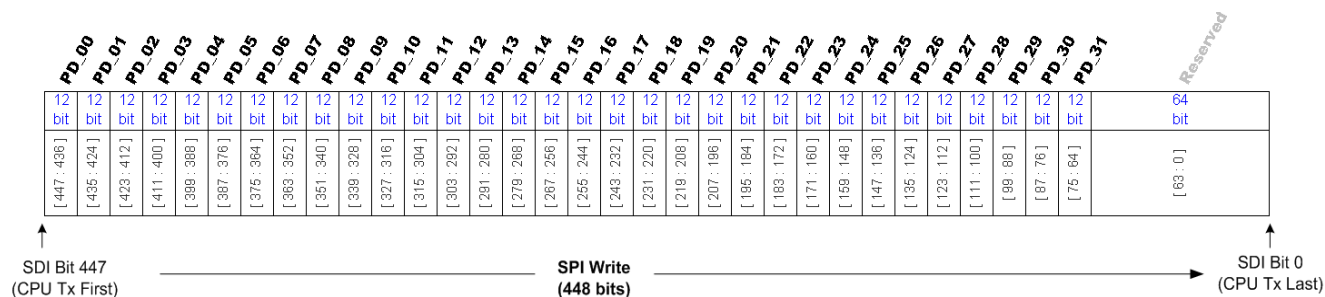 PD_00 PD_01 PD_02 PD_03 PD_04 PD_05 PD_06 PD_07 PD_08 PD_09 PD_10 PD_11 PD_12 PD_13 PD_14 PD_15 PD_16 PD_17 PD_18 PD_19 PD_20 PD_21 PD_22 PD_23 PD_24 PD_25 PD_26 PD_27 PD_28 PD_29 PD_30 PD_31 Reserved
12 12 12 12 12 12 12 12 12 12 12 12 12 12 12 12 12 12 12 12 12 12 12 12 12 12 12 12 12 12 12 12 64
bit bit bit bit bit bit bit bit bit bit bit bit bit bit bit bit bit bit bit bit bit bit bit bit bit bit bit bit bit bit bit bit bit
[ 447 : 436 ] [ 435 : 424 ] [ 423 : 412 ] [ 411 : 400 ] [ 399 : 388 ] [ 387 : 376 ] [ 375 : 364 ] [ 363 : 352 ] [ 351 : 340 ] [ 339 : 328 ] [ 327 : 316 ] [ 315 : 304 ] [ 303 : 292 ] [ 291 : 280 ] [ 279 : 268 ] [ 267 : 256 ] [ 255 : 244 ] [ 243 : 232 ] [ 231 : 220 ] [ 219 : 208 ] [ 207 : 196 ] [ 195 : 184 ] [ 183 : 172 ] [ 171 : 160 ] [ 159 : 148 ] [ 147 : 136 ] [ 135 : 124 ] [ 123 : 112 ] [ 111 : 100 ] [ 99 : 88 ] [ 87 : 76 ] [ 75 : 64 ] [ 63 : 0 ]
SDI Bit 447
(CPU Tx First)
SPI Write
(448 bits)
SDI Bit 0
(CPU Tx Last)